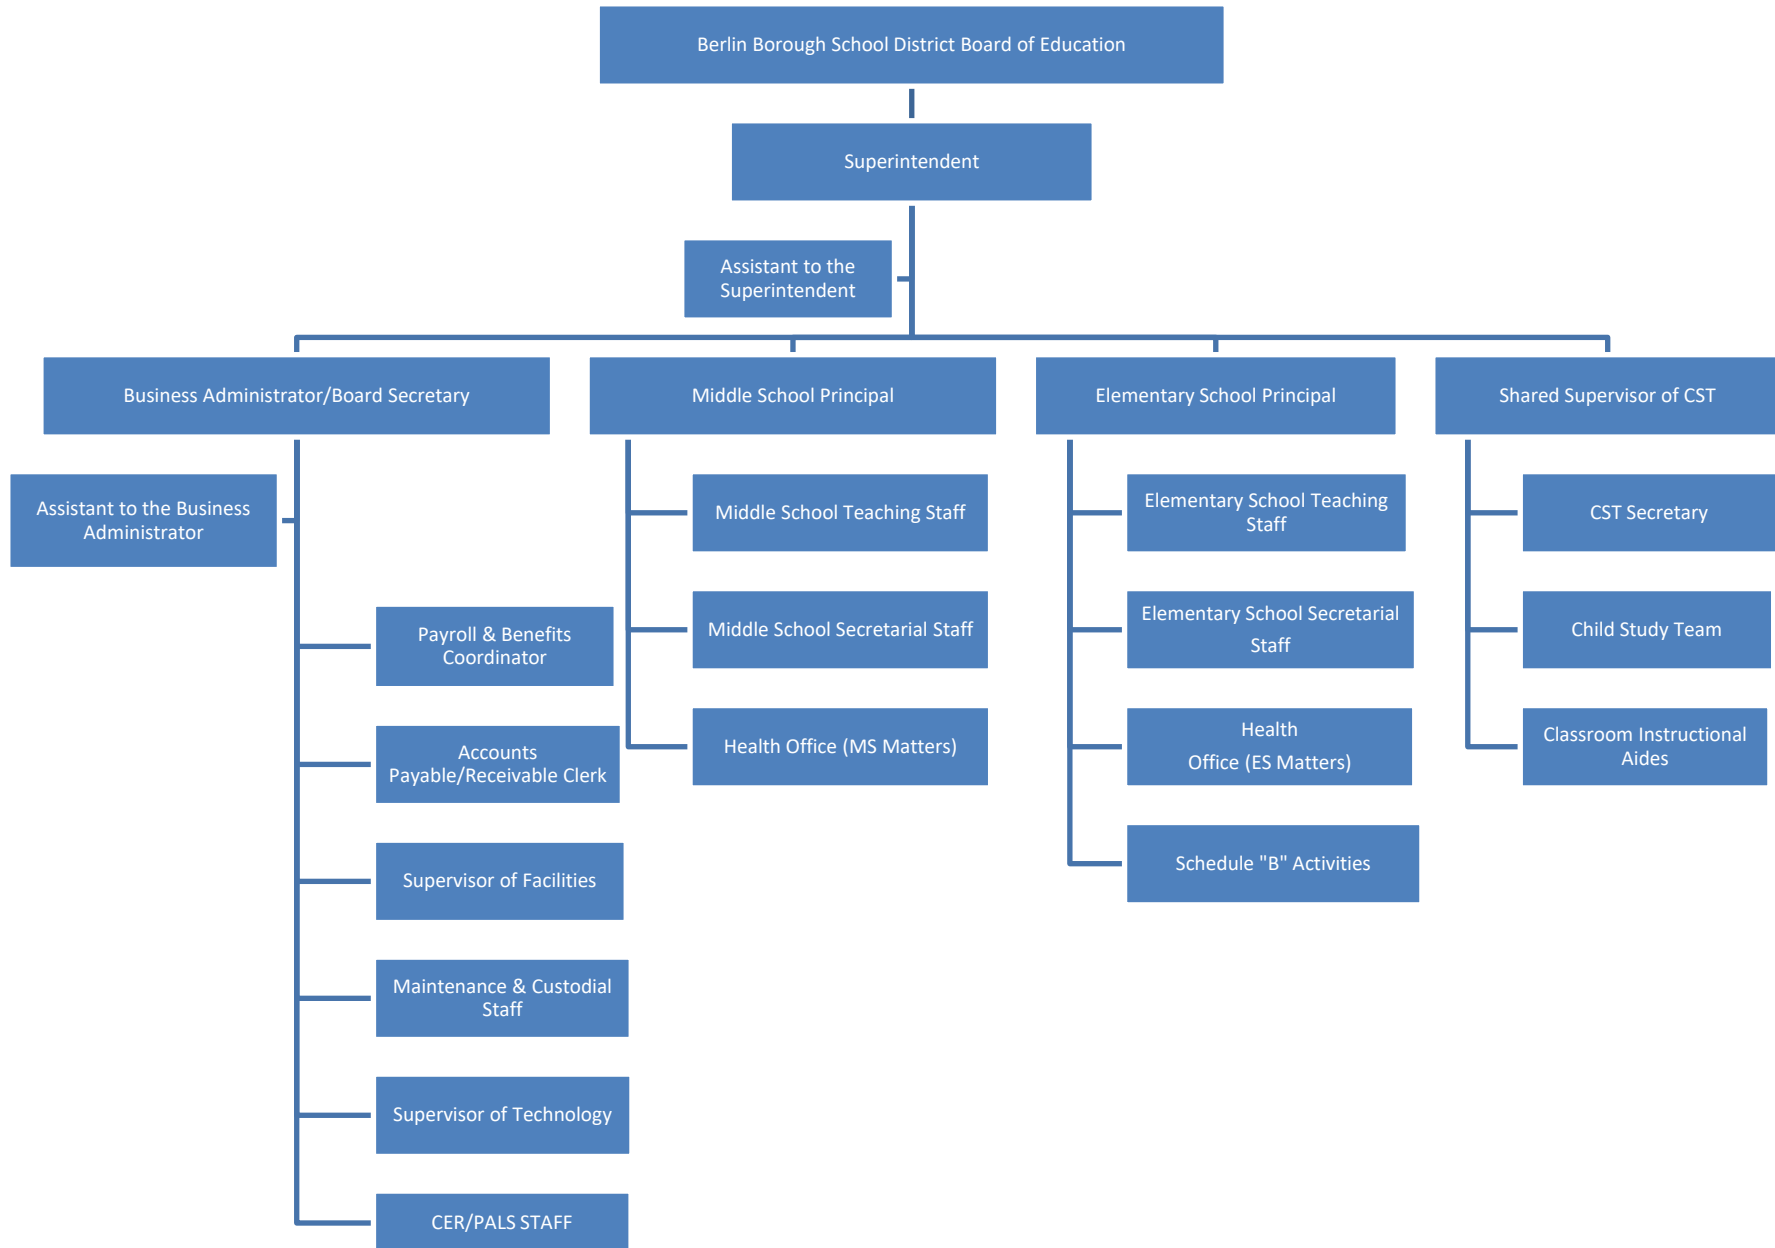 Berlin Borough School District Board of Education
Superintendent
Assistant to the
Superintendent
Business Administrator/Board Secretary
Middle School Principal
Elementary School Principal
Shared Supervisor of CST
Assistant to the Business
Administrator
Middle School Teaching Staff
Elementary School Teaching
Staff
CST Secretary
Payroll & Benefits
Coordinator
Middle School Secretarial Staff
Elementary School Secretarial
Staff
Child Study Team
Accounts
Payable/Receivable Clerk
Health Office (MS Matters)
Health
Office (ES Matters)
Classroom Instructional
Aides
Supervisor of Facilities
Schedule "B" Activities
Maintenance & Custodial
Staff
Supervisor of Technology
CER/PALS STAFF